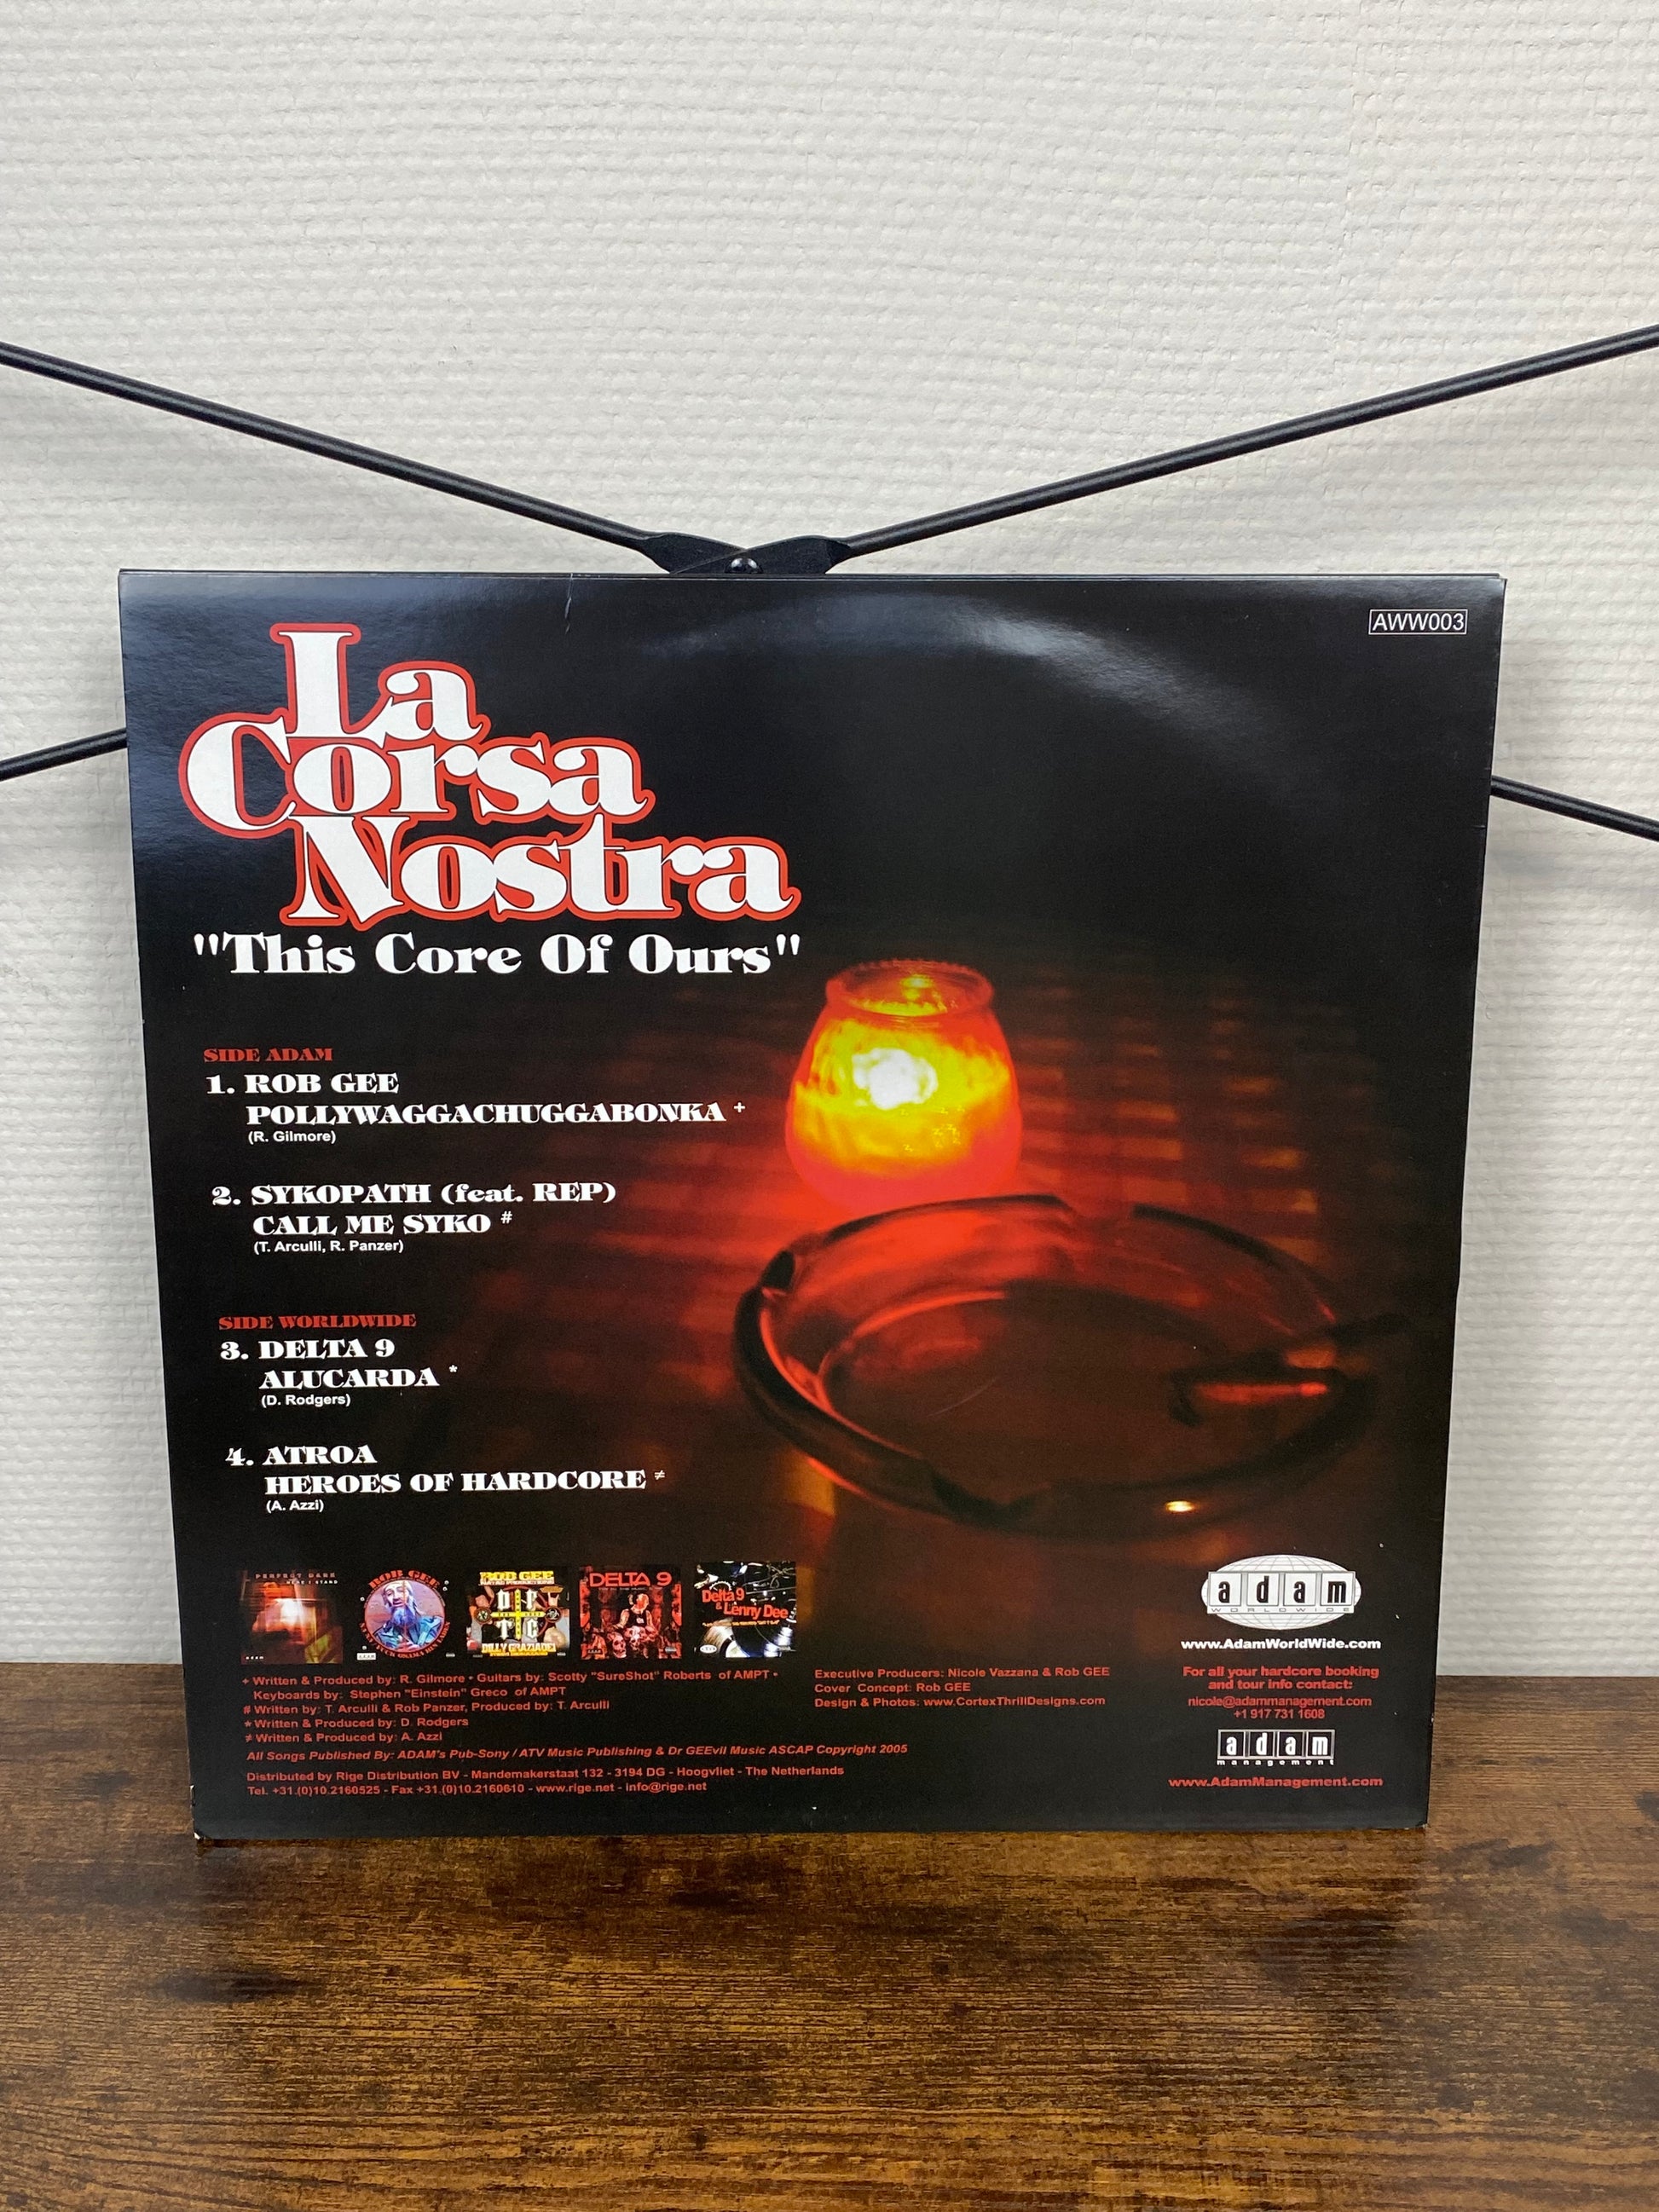 AWW003
La
Corsa
Nostra
"This Core Of Ours"
SIDE ADAM
1. ROB GEE
POLLYWAGGACHUGGABONKA +
(R. Gilmore)
2. SYKOPATH (feat. REP)
CALL ME SYKO #
(T. Arculli, R. Panzer)
SIDE WORLDWIDE
3. DELTA 9
ALUCARDA *
(D. Rodgers)
4. ATROA
HEROES OF HARDCORE ≠
(A. Azzi)
PERFECT DARK
HERE I STAND
ROB GEE
ROB GEE
BILLY GRAZIADEI
DELTA 9
Delta 9
& Lenny Dee
+ Written & Produced by: R. Gilmore • Guitars by: Scotty "SureShot" Roberts of AMPT •
Keyboards by: Stephen "Einstein" Greco of AMPT
# Written by: T. Arculli & Rob Panzer, Produced by: T. Arculli
* Written & Produced by: D. Rodgers
≠ Written & Produced by: A. Azzi
All Songs Published By: ADAM's Pub-Sony / ATV Music Publishing & Dr GEEvil Music ASCAP Copyright 2005
Distributed by Rige Distribution BV - Mandemakerstaat 132 - 3194 DG - Hoogvliet - The Netherlands
Tel. +31.(0)10.2160525 - Fax +31.(0)10.2160610 - www.rige.net - info@rige.net
Executive Producers: Nicole Vazzana & Rob GEE
Cover Concept: Rob GEE
Design & Photos: www.CortexThrillDesigns.com
adam
WORLDWIDE
www.AdamWorldWide.com
For all your hardcore booking
and tour info contact:
nicole@adammanagement.com
+1 917 731 1608
adam
management
www.AdamManagement.com